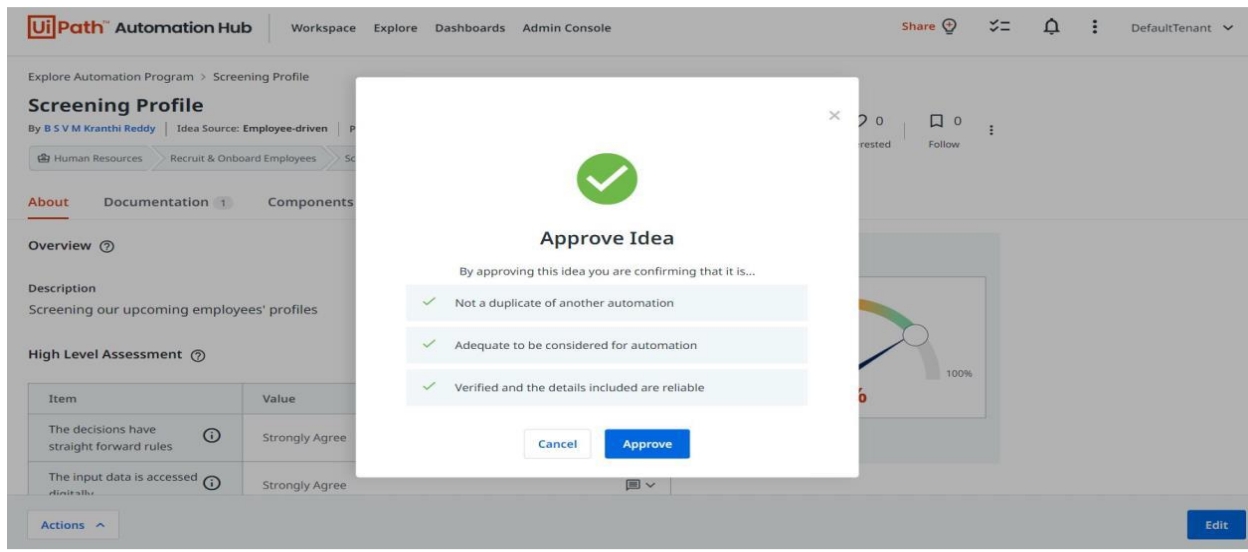 UiPath™ Automation Hub
Workspace Explore Dashboards Admin Console
Share
DefaultTenant
Explore Automation Program > Screening Profile
Screening Profile
By B S V M Kranthi Reddy | Idea Source: Employee-driven | P
0
rested
0
Follow
Human Resources
Recruit & Onboard Employees
Sc
About Documentation 1 Components
Overview
Description
Screening our upcoming employees' profiles
High Level Assessment
Item Value
The decisions have
straight forward rules
Strongly Agree
The input data is accessed
digitally
Strongly Agree
×
Approve Idea
By approving this idea you are confirming that it is...
Not a duplicate of another automation
Adequate to be considered for automation
Verified and the details included are reliable
Cancel Approve
100%
%
Actions
Edit